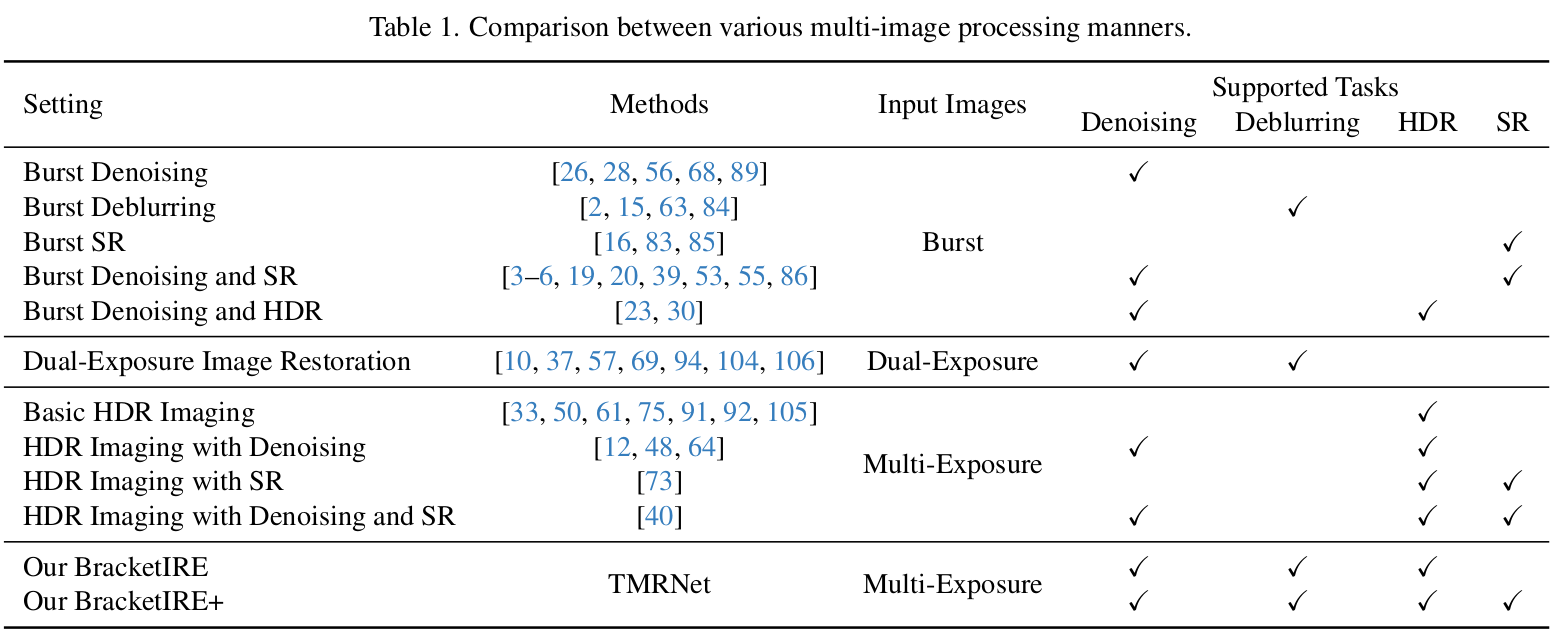 Table 1. Comparison between various multi-image processing manners.
Setting Methods Input Images Supported Tasks
Denoising Deblurring HDR SR
Burst Denoising [26, 28, 56, 68, 89] ✓
Burst Deblurring [2, 15, 63, 84] ✓
Burst SR [16, 83, 85] Burst ✓
Burst Denoising and SR [3–6, 19, 20, 39, 53, 55, 86] ✓ ✓
Burst Denoising and HDR [23, 30] ✓ ✓
Dual-Exposure Image Restoration [10, 37, 57, 69, 94, 104, 106] Dual-Exposure ✓ ✓
Basic HDR Imaging [33, 50, 61, 75, 91, 92, 105] ✓
HDR Imaging with Denoising [12, 48, 64] ✓ ✓
Multi-Exposure
HDR Imaging with SR [73] ✓ ✓
HDR Imaging with Denoising and SR [40] ✓ ✓ ✓
Our BracketIRE ✓ ✓ ✓
TMRNet Multi-Exposure
Our BracketIRE+ ✓ ✓ ✓ ✓